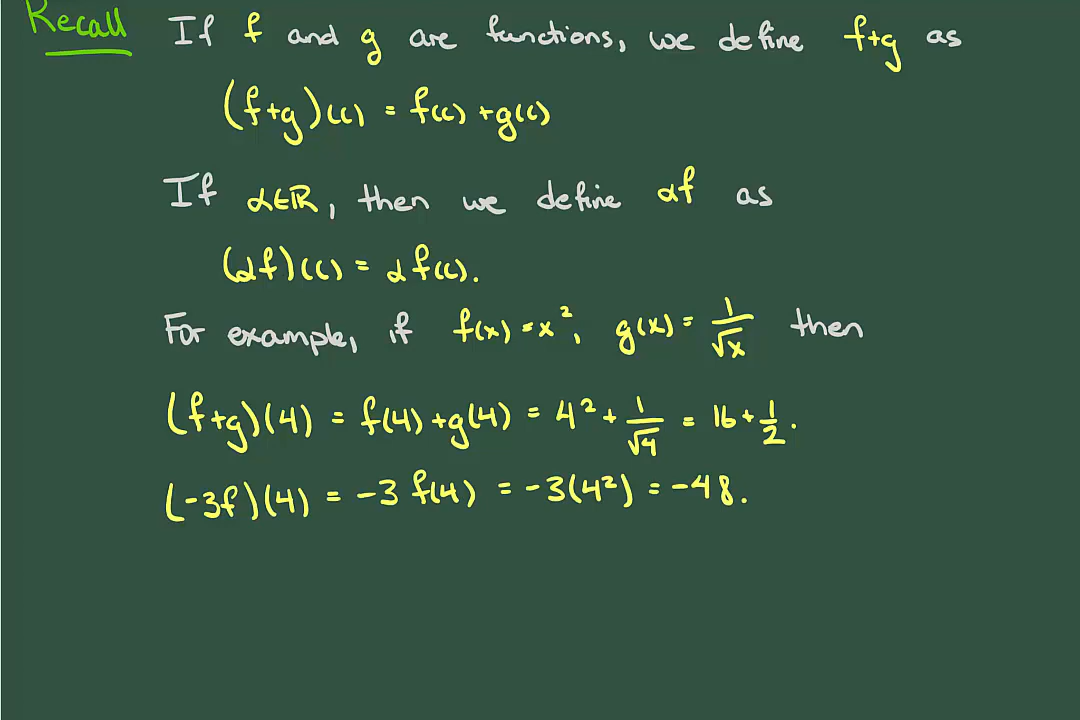 Recall If f and g are functions, we define f+g as
(f+g)(c) = f(c) + g(c)
If α∈ℝ, then we define αf as
(αf)(c) = αf(c).
For example, if f(x) = x², g(x) = 1/√x then
(f+g)(4) = f(4) + g(4) = 4² + 1/√4 = 16 + 1/2.
(-3f)(4) = -3 f(4) = -3(4²) = -48.